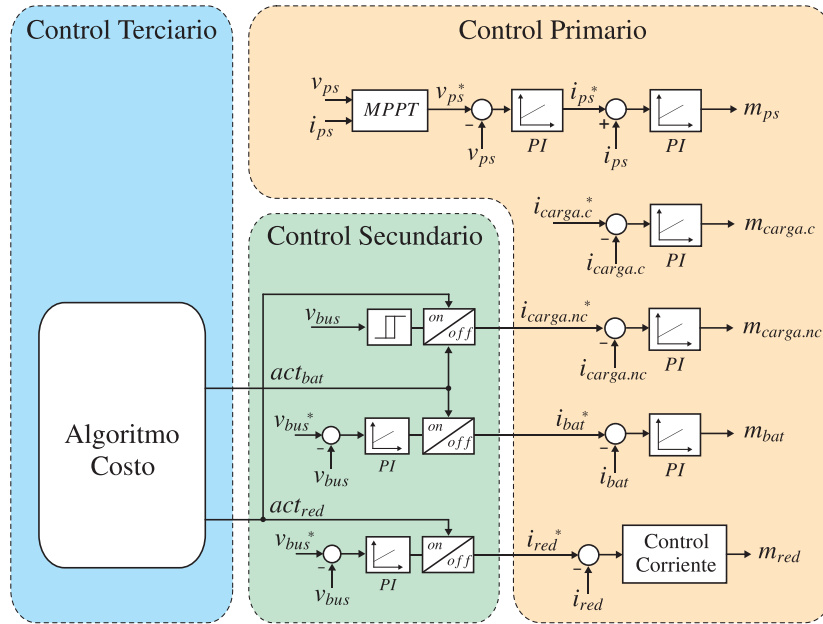 Control Terciario
Control Primario
v_ps
i_ps
MPPT
v_ps*
-
v_ps
PI
i_ps*
+
i_ps
PI
m_ps
i_carga.c*
-
i_carga.c
PI
m_carga.c
Control Secundario
v_bus
on
off
i_carga.nc*
-
i_carga.nc
PI
m_carga.nc
Algoritmo
Costo
act_bat
v_bus*
-
v_bus
PI
on
off
i_bat*
-
i_bat
PI
m_bat
act_red
v_bus*
-
v_bus
PI
on
off
i_red*
-
i_red
Control
Corriente
m_red